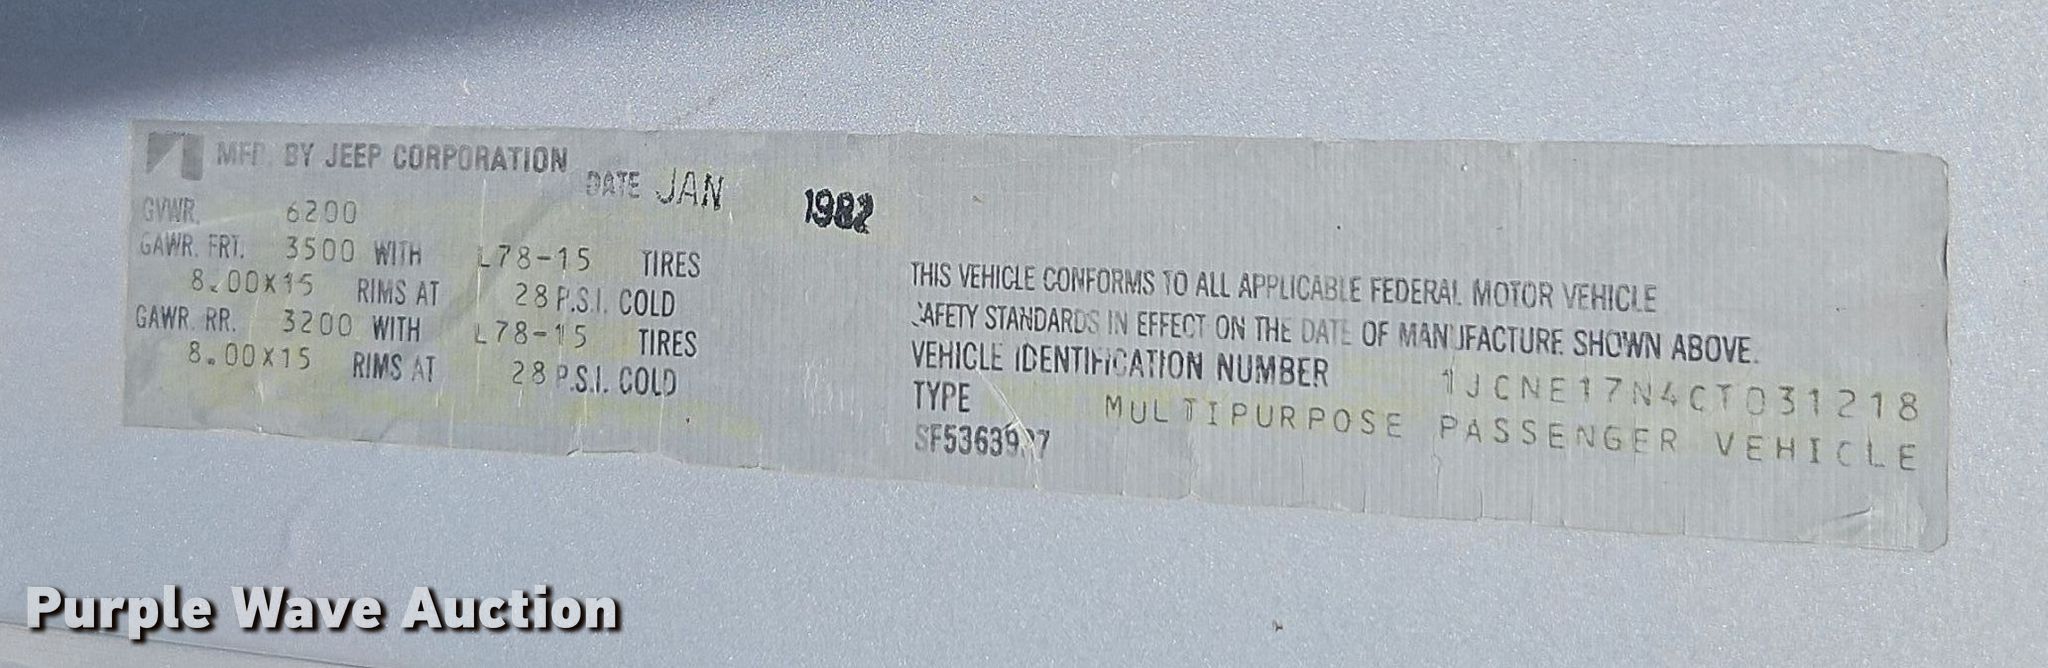 MFD. BY JEEP CORPORATION
DATE JAN 1982
GVWR. 6200
GAWR. FRT. 3500 WITH L78-15 TIRES
8.00X15 RIMS AT 28 P.S.I. COLD
GAWR. RR. 3200 WITH L78-15 TIRES
8.00X15 RIMS AT 28 P.S.I. COLD
THIS VEHICLE CONFORMS TO ALL APPLICABLE FEDERAL MOTOR VEHICLE
SAFETY STANDARDS IN EFFECT ON THE DATE OF MANUFACTURE SHOWN ABOVE.
VEHICLE IDENTIFICATION NUMBER 1JCNE17N4CT031218
TYPE MULTIPURPOSE PASSENGER VEHICLE
Purple Wave Auction